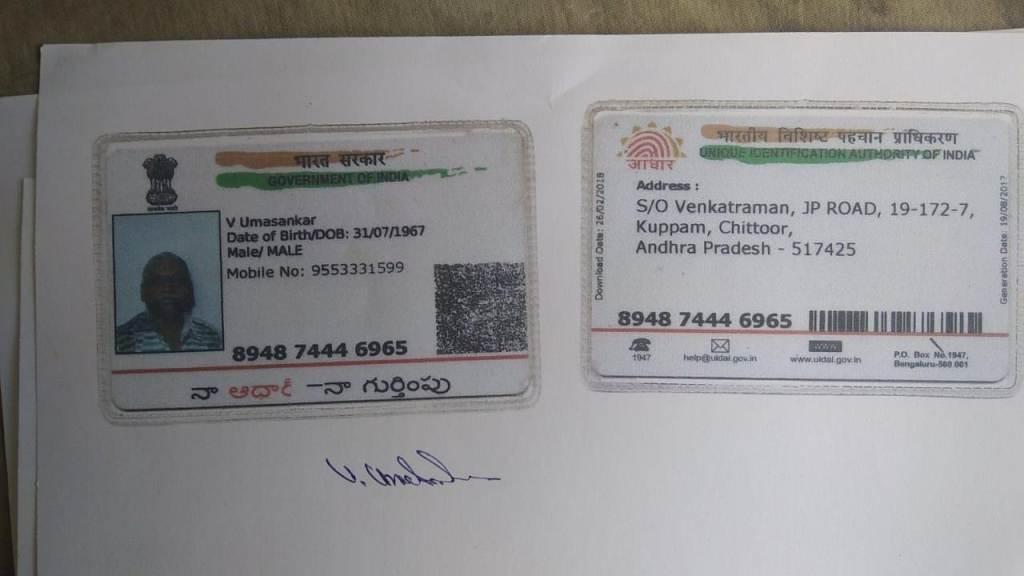 भारत सरकार
GOVERNMENT OF INDIA
V Umasankar
Date of Birth/DOB: 31/07/1967
Male/ MALE
Mobile No: 9553331599
8948 7444 6965
నా ఆధార్ –నా గుర్తింపు
V. Umasankar
आधार
भारतीय विशिष्ट पहचान प्राधिकरण
UNIQUE IDENTIFICATION AUTHORITY OF INDIA
Download Date: 26/02/2018
Address :
S/O Venkatraman, JP ROAD, 19-172-7,
Kuppam, Chittoor,
Andhra Pradesh - 517425
Generation Date: 19/08/2017
8948 7444 6965
1947
help@uidai.gov.in
WWW
www.uidai.gov.in
P.O. Box No.1947,
Bengaluru-560 001